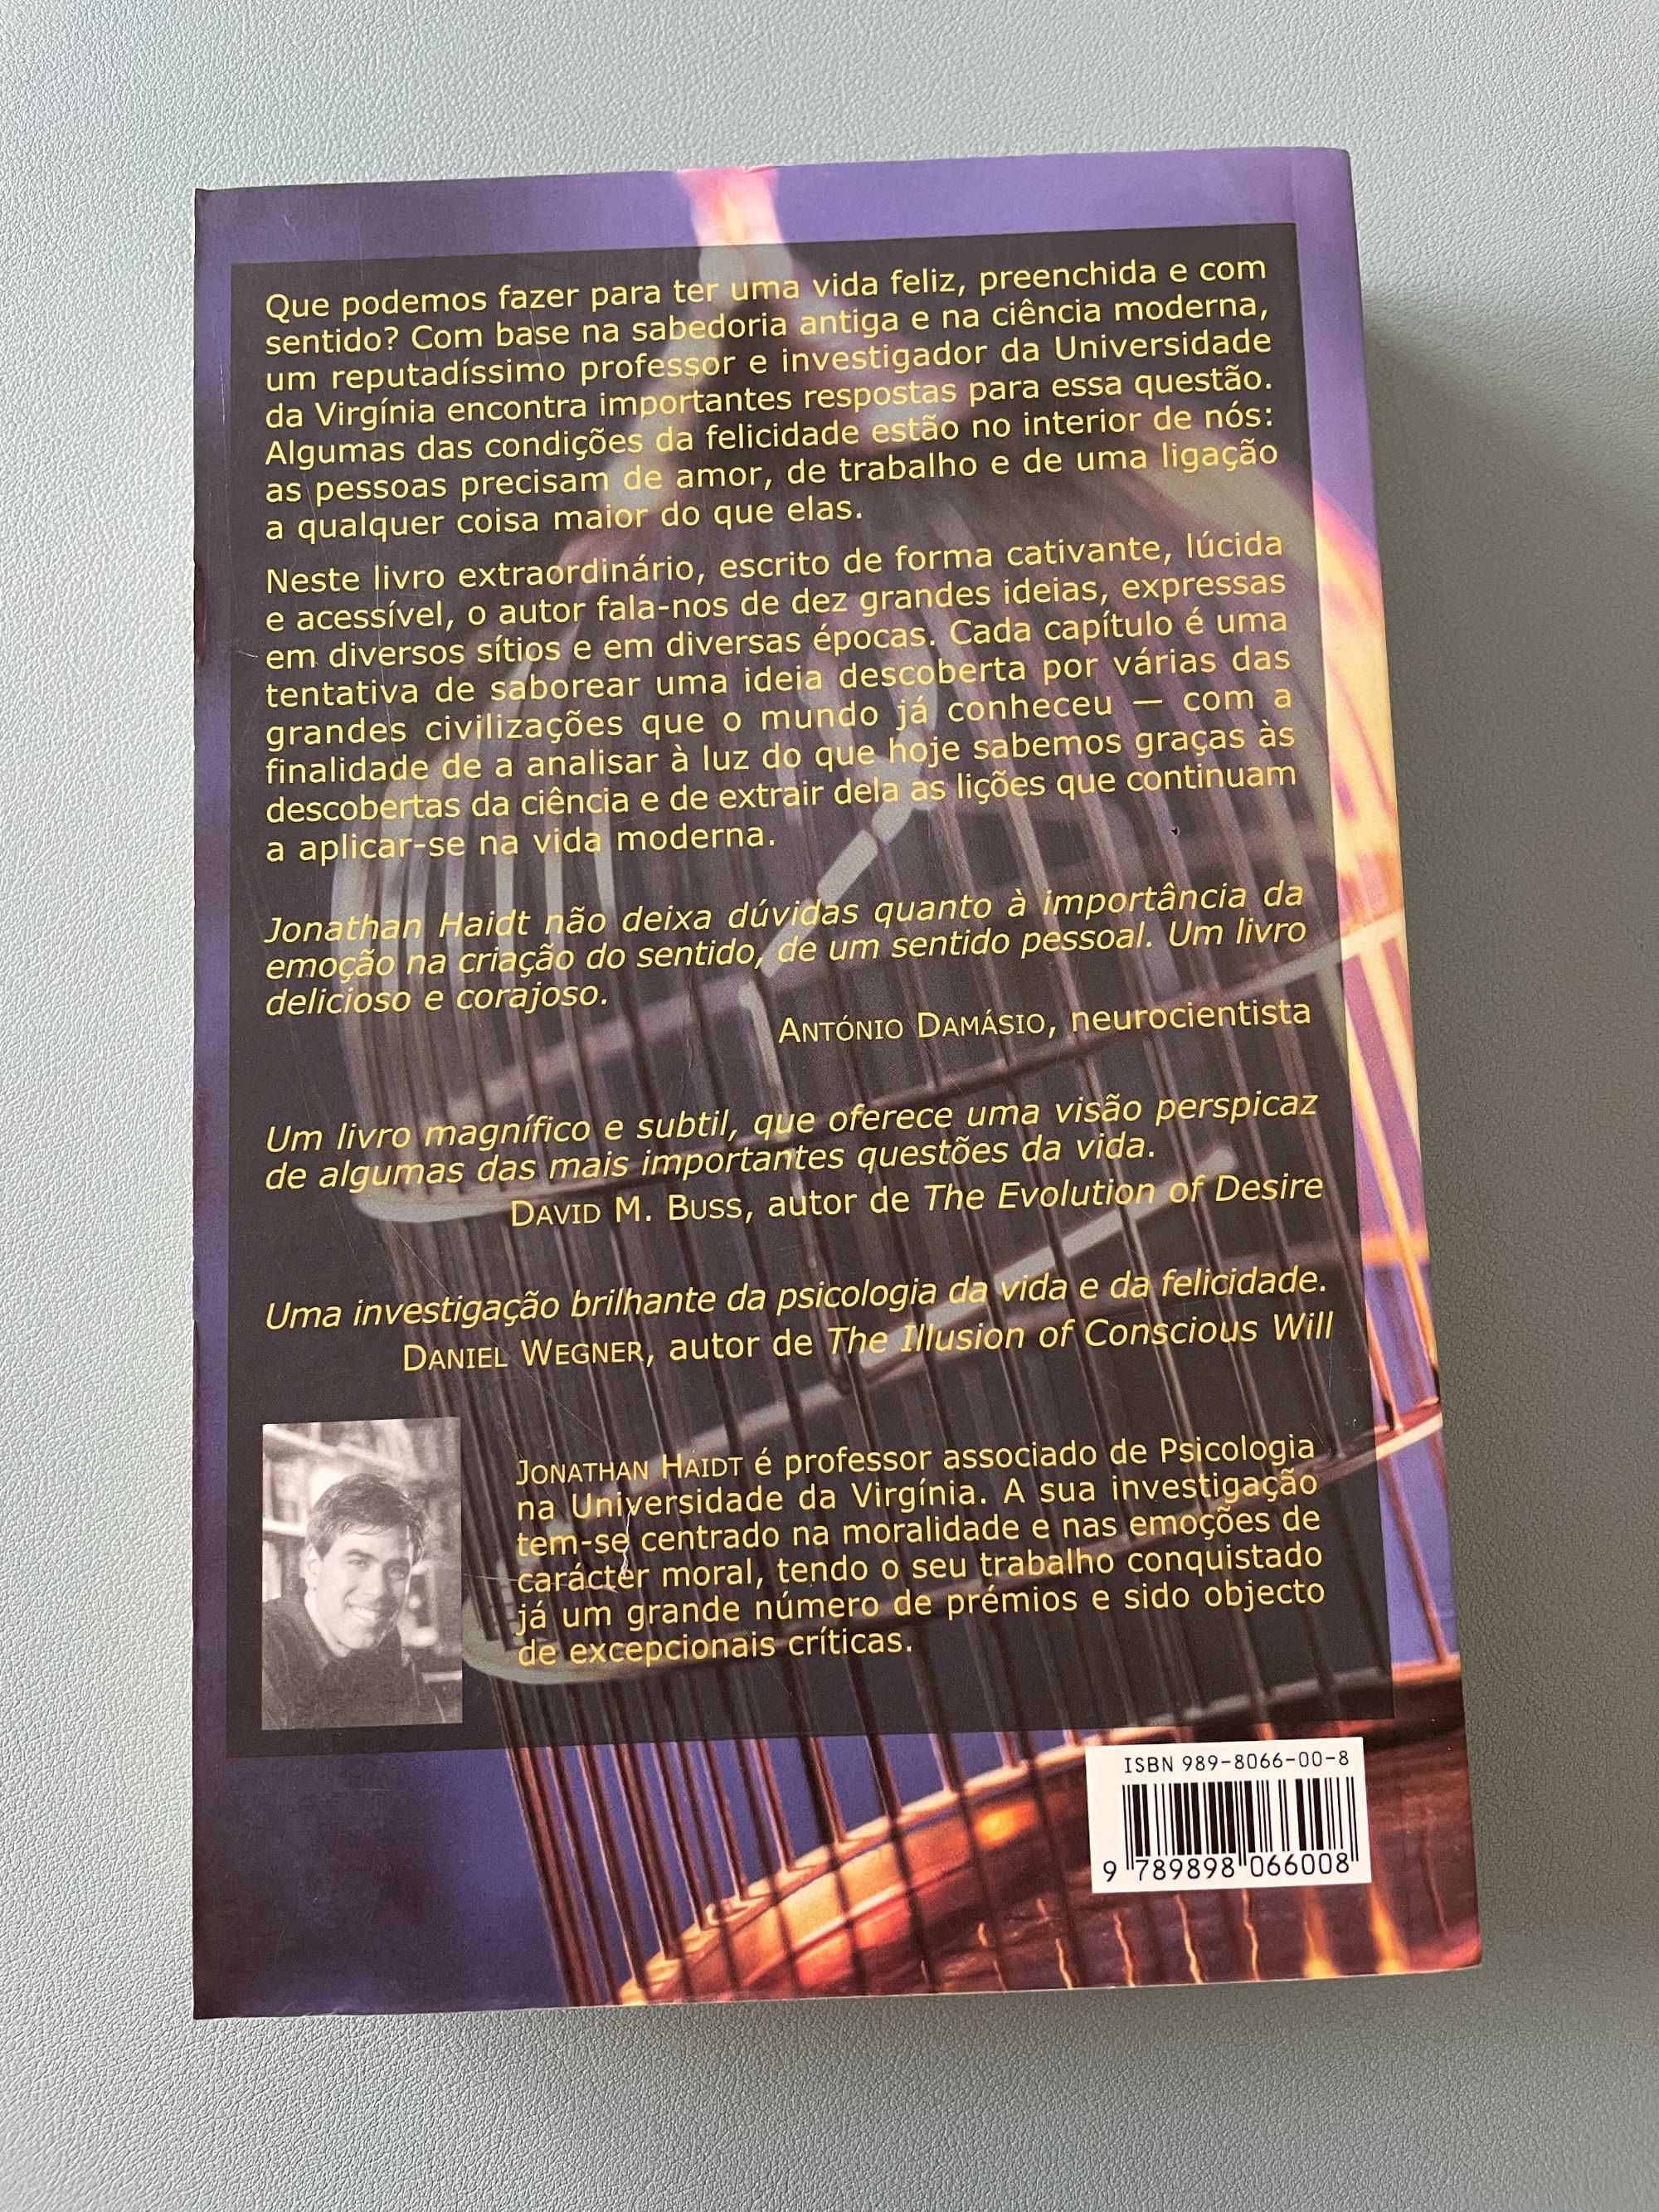 Que podemos fazer para ter uma vida feliz, preenchida e com
sentido? Com base na sabedoria antiga e na ciência moderna,
um reputadíssimo professor e investigador da Universidade
da Virgínia encontra importantes respostas para essa questão.
Algumas das condições da felicidade estão no interior de nós:
as pessoas precisam de amor, de trabalho e de uma ligação
a qualquer coisa maior do que elas.
Neste livro extraordinário, escrito de forma cativante, lúcida
e acessível, o autor fala-nos de dez grandes ideias, expressas
em diversos sítios e em diversas épocas. Cada capítulo é uma
tentativa de saborear uma ideia descoberta por várias das
grandes civilizações que o mundo já conheceu — com a
finalidade de a analisar à luz do que hoje sabemos graças às
descobertas da ciência e de extrair dela as lições que continuam
a aplicar-se na vida moderna.
Jonathan Haidt não deixa dúvidas quanto à importância da
emoção na criação do sentido, de um sentido pessoal. Um livro
delicioso e corajoso.
ANTÓNIO DAMÁSIO, neurocientista
Um livro magnífico e subtil, que oferece uma visão perspicaz
de algumas das mais importantes questões da vida.
DAVID M. BUSS, autor de The Evolution of Desire
Uma investigação brilhante da psicologia da vida e da felicidade.
DANIEL WEGNER, autor de The Illusion of Conscious Will
JONATHAN HAIDT é professor associado de Psicologia
na Universidade da Virgínia. A sua investigação
tem-se centrado na moralidade e nas emoções de
carácter moral, tendo o seu trabalho conquistado
já um grande número de prémios e sido objecto
de excepcionais críticas.
ISBN 989-8066-00-8
9 789898 066008